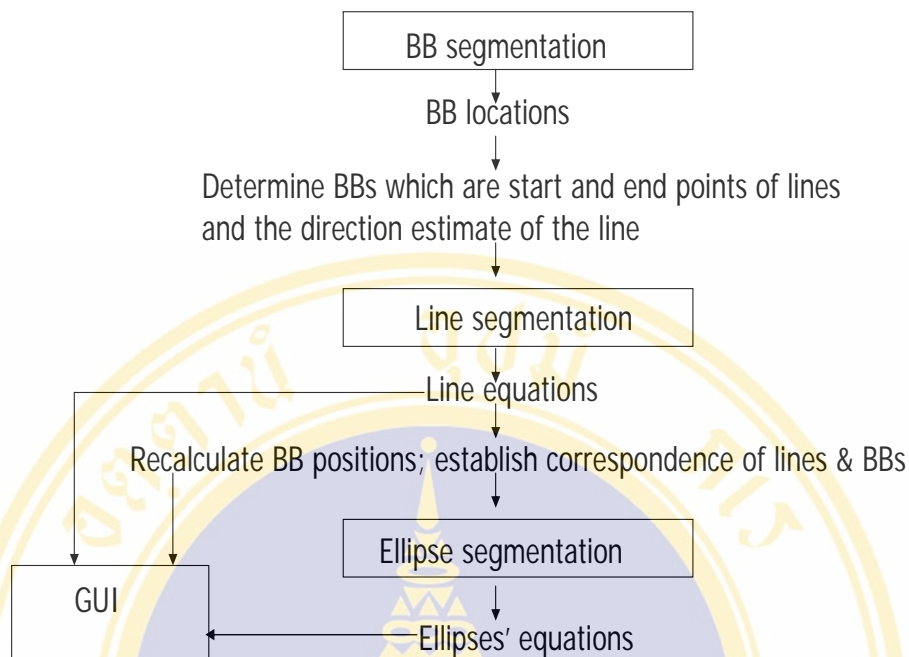 BB segmentation
BB locations
Determine BBs which are start and end points of lines
and the direction estimate of the line
Line segmentation
Line equations
Recalculate BB positions; establish correspondence of lines & BBs
Ellipse segmentation
GUI
Ellipses' equations